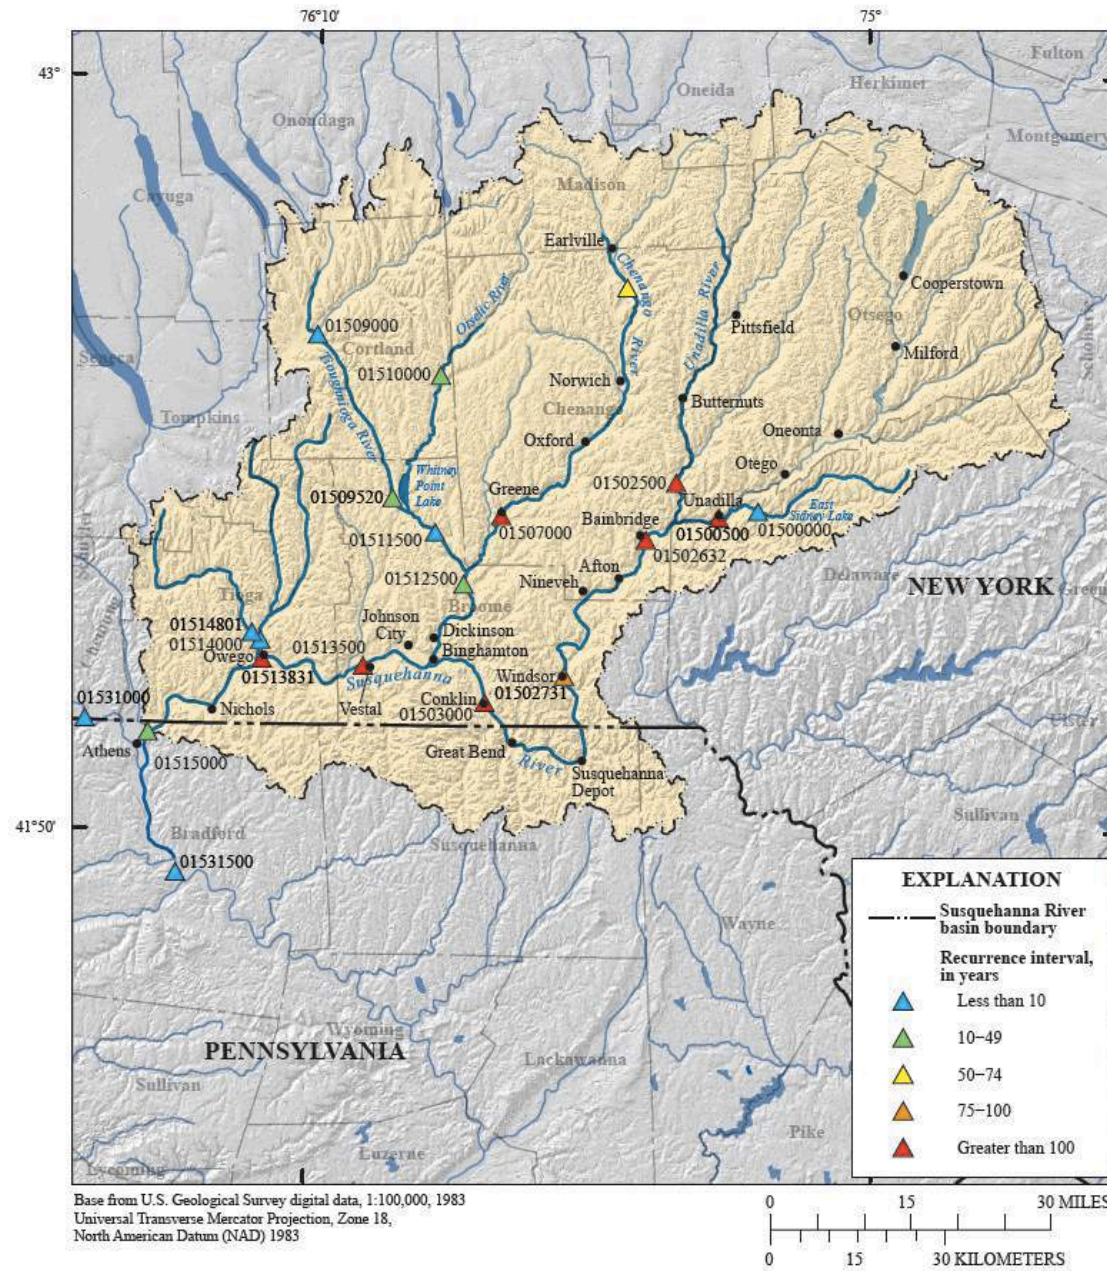 76°10'
75°
43°
Fulton
Herkimer
Oneida
Onondaga
Montgomery
Madison
Cayuga
Earlville
Chenango
River
Unadilla River
Cooperstown
Otselic River
01509000
Pittsfield
Otsego
Cortland
Milford
Seneca
01510000
Tioughnioga River
Norwich
Butternuts
Chenango
Tompkins
Oneonta
Oxford
Otego
Whitney
Point
Lake
01502500
01509520
Greene
Unadilla
East
Sidney Lake
Bainbridge
01507000
01500500
01500000
01511500
01502632
Afton
01512500
Nineveh
Delaware
NEW YORK
Tioga
Broome
Johnson
City
Dickinson
Binghamton
01514801
01514000
01513500
Owego
01513831
Susquehanna
Windsor
01502731
Chemung
01531000
Conklin
01503000
Nichols
Vestal
Ulster
Athens
01515000
Great Bend
River
Susquehanna
Depot
41°50'
Bradford
Susquehanna
Sullivan
01531500
Wayne
Wyoming
PENNSYLVANIA
Lackawanna
Sullivan
Pike
Luzerne
Lycoming
EXPLANATION
Susquehanna River
basin boundary
Recurrence interval,
in years
Less than 10
10–49
50–74
75–100
Greater than 100
Base from U.S. Geological Survey digital data, 1:100,000, 1983
Universal Transverse Mercator Projection, Zone 18,
North American Datum (NAD) 1983
0 15 30 MILES
0 15 30 KILOMETERS